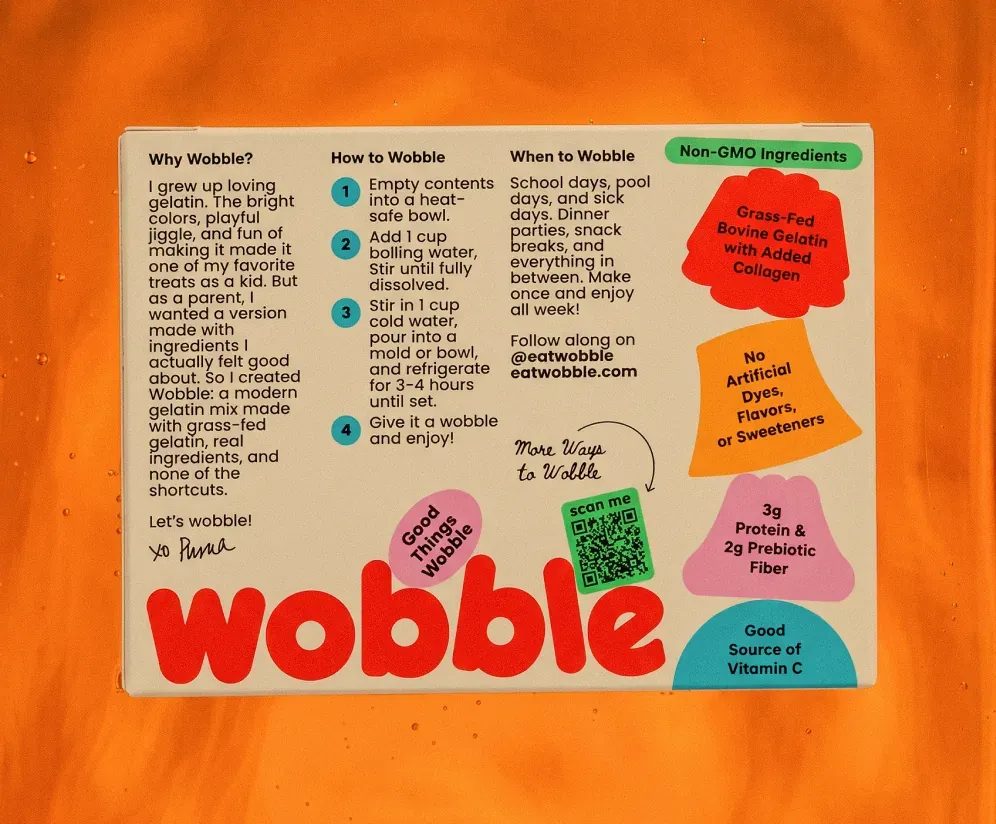 Why Wobble?
I grew up loving
gelatin. The bright
colors, playful
jiggle, and fun of
making it made it
one of my favorite
treats as a kid. But
as a parent, I
wanted a version
made with
ingredients I
actually felt good
about. So I created
Wobble: a modern
gelatin mix made
with grass-fed
gelatin, real
ingredients, and
none of the
shortcuts.
Let's wobble!
xo
How to Wobble
1
Empty contents
into a heat-
safe bowl.
2
Add 1 cup
bolling water,
Stir until fully
dissolved.
3
Stir in 1 cup
cold water,
pour into a
mold or bowl,
and refrigerate
for 3-4 hours
until set.
4
Give it a wobble
and enjoy!
When to Wobble
School days, pool
days, and sick
days. Dinner
parties, snack
breaks, and
everything in
between. Make
once and enjoy
all week!
Follow along on
@eatwobble
eatwobble.com
More Ways
to Wobble
scan me
Good
Things
Wobble
wobble
Non-GMO Ingredients
Grass-Fed
Bovine Gelatin
with Added
Collagen
No
Artificial
Dyes,
Flavors,
or Sweeteners
3g
Protein &
2g Prebiotic
Fiber
Good
Source of
Vitamin C